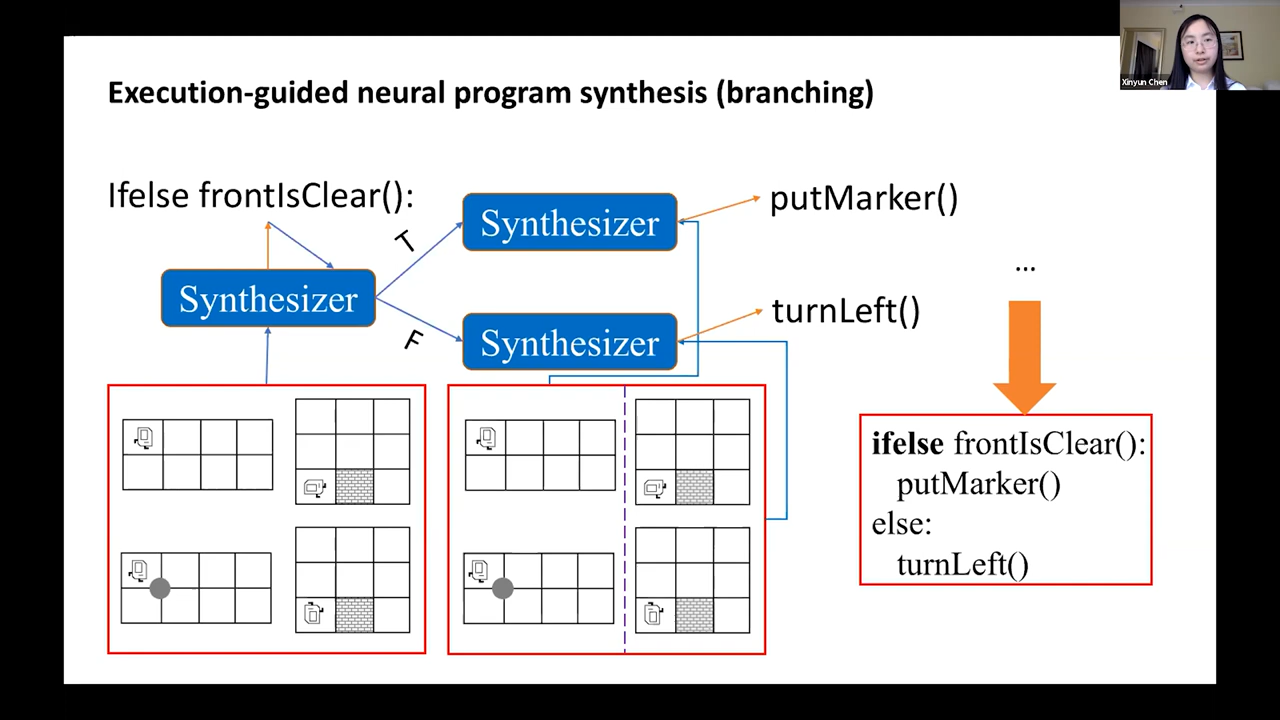 Execution-guided neural program synthesis (branching)
Xinyun Chen
Ifelse frontIsClear():
T
Synthesizer
putMarker()
...
Synthesizer
F
Synthesizer
turnLeft()
ifelse frontIsClear():
putMarker()
else:
turnLeft()